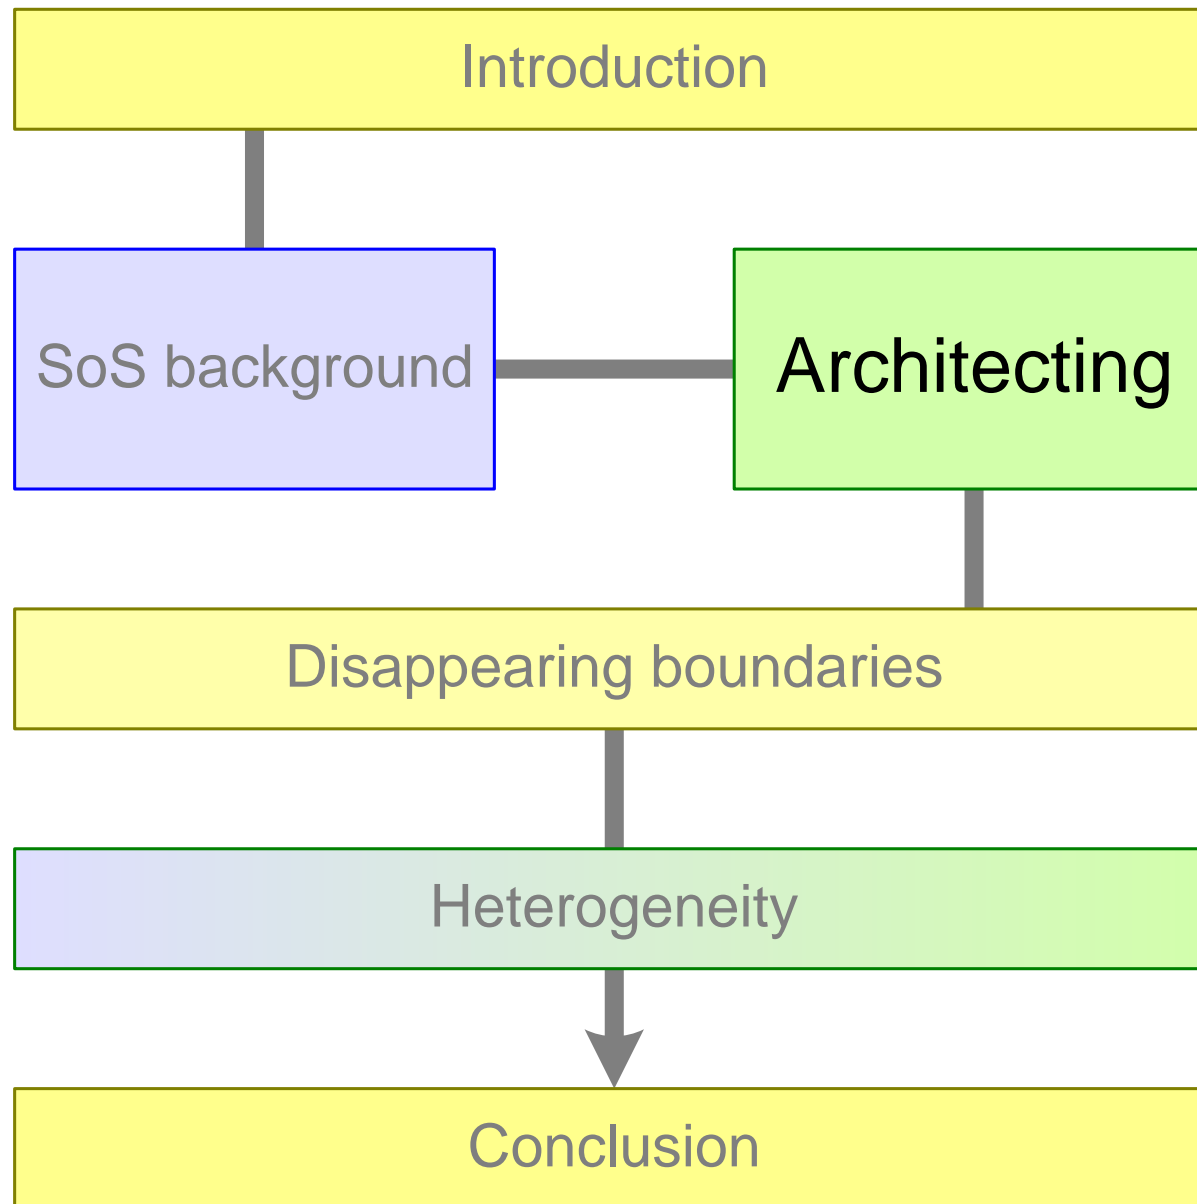 Introduction
SoS background
Architecting
Disappearing boundaries
Heterogeneity
Conclusion